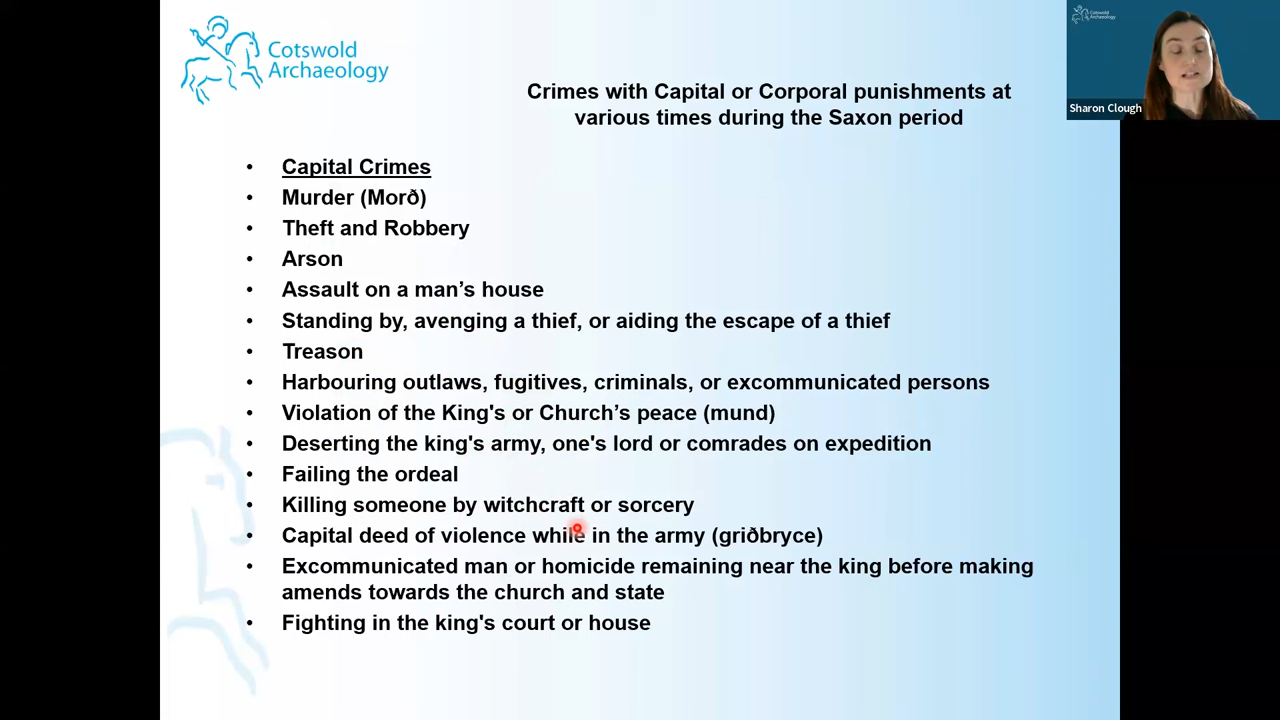 Cotswold
Archaeology
Cotswold
Archaeology
Sharon Clough
Crimes with Capital or Corporal punishments at
various times during the Saxon period
• Capital Crimes
• Murder (Morð)
• Theft and Robbery
• Arson
• Assault on a man’s house
• Standing by, avenging a thief, or aiding the escape of a thief
• Treason
• Harbouring outlaws, fugitives, criminals, or excommunicated persons
• Violation of the King's or Church’s peace (mund)
• Deserting the king's army, one's lord or comrades on expedition
• Failing the ordeal
• Killing someone by witchcraft or sorcery
• Capital deed of violence while in the army (griðbryce)
• Excommunicated man or homicide remaining near the king before making
amends towards the church and state
• Fighting in the king's court or house